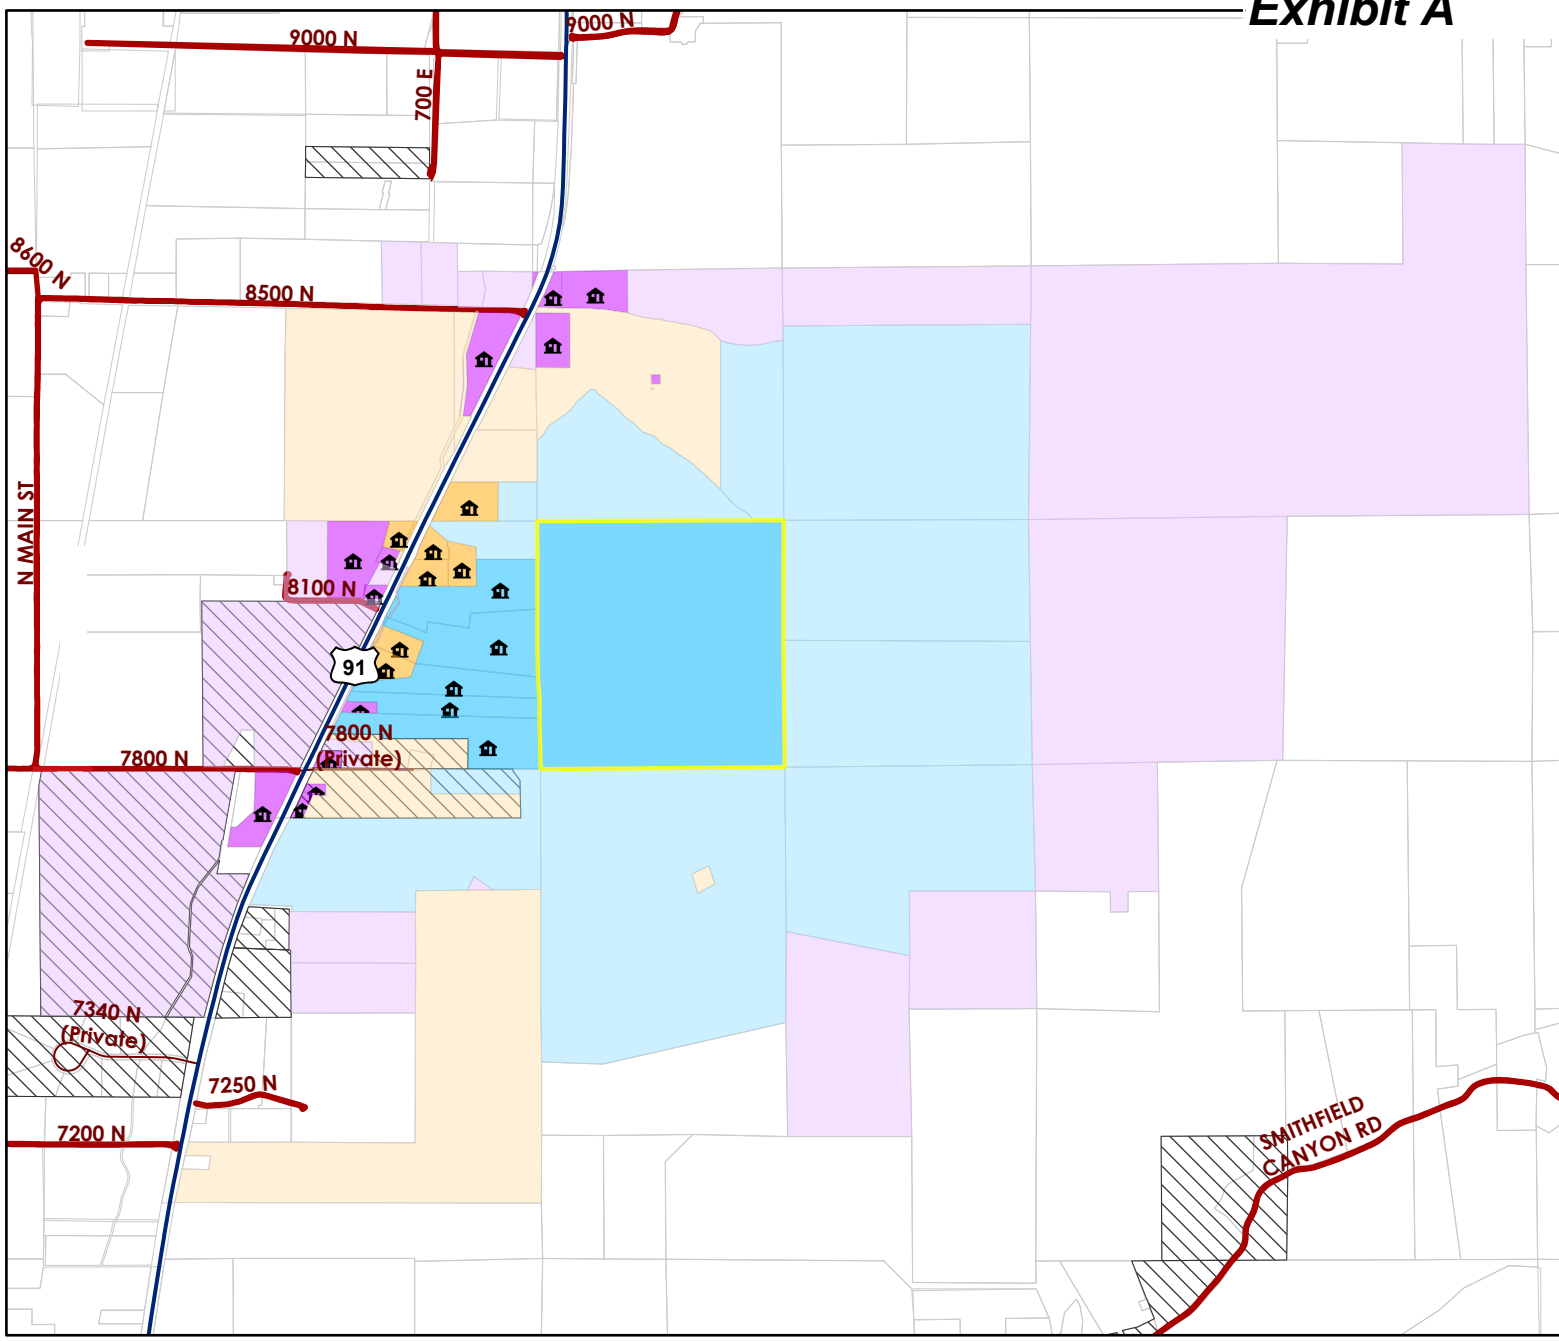 Exhibit A
9000 N
9000 N
700 E
8600 N
8500 N
N MAIN ST
8100 N
91
7800 N
(Private)
7800 N
7340 N
(Private)
7250 N
7200 N
SMITHFIELD
CANYON RD